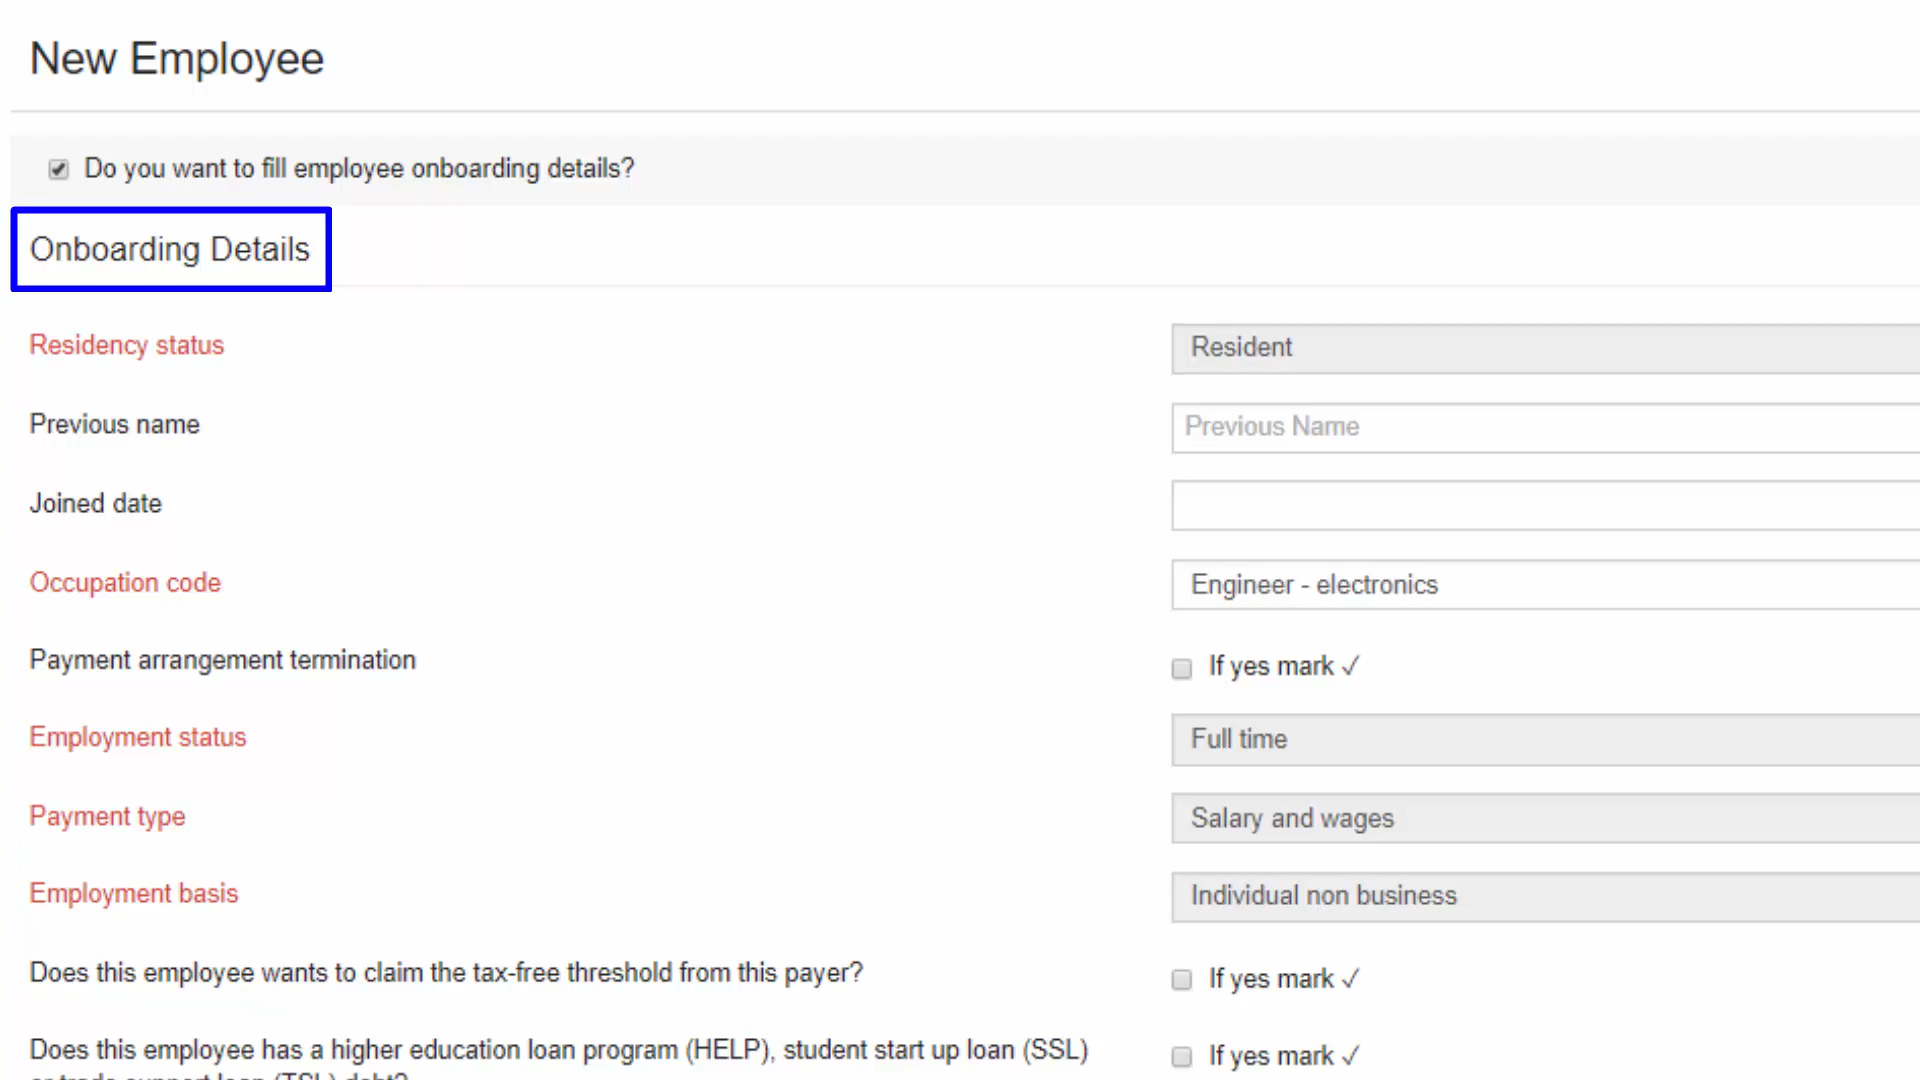 New Employee
Do you want to fill employee onboarding details?
Onboarding Details
Residency status
Resident
Previous name
Previous Name
Joined date
Occupation code
Engineer - electronics
Payment arrangement termination
If yes mark ✓
Employment status
Full time
Payment type
Salary and wages
Employment basis
Individual non business
Does this employee wants to claim the tax-free threshold from this payer?
If yes mark ✓
Does this employee has a higher education loan program (HELP), student start up loan (SSL)
If yes mark ✓
or trade support loan (TSL) debt?